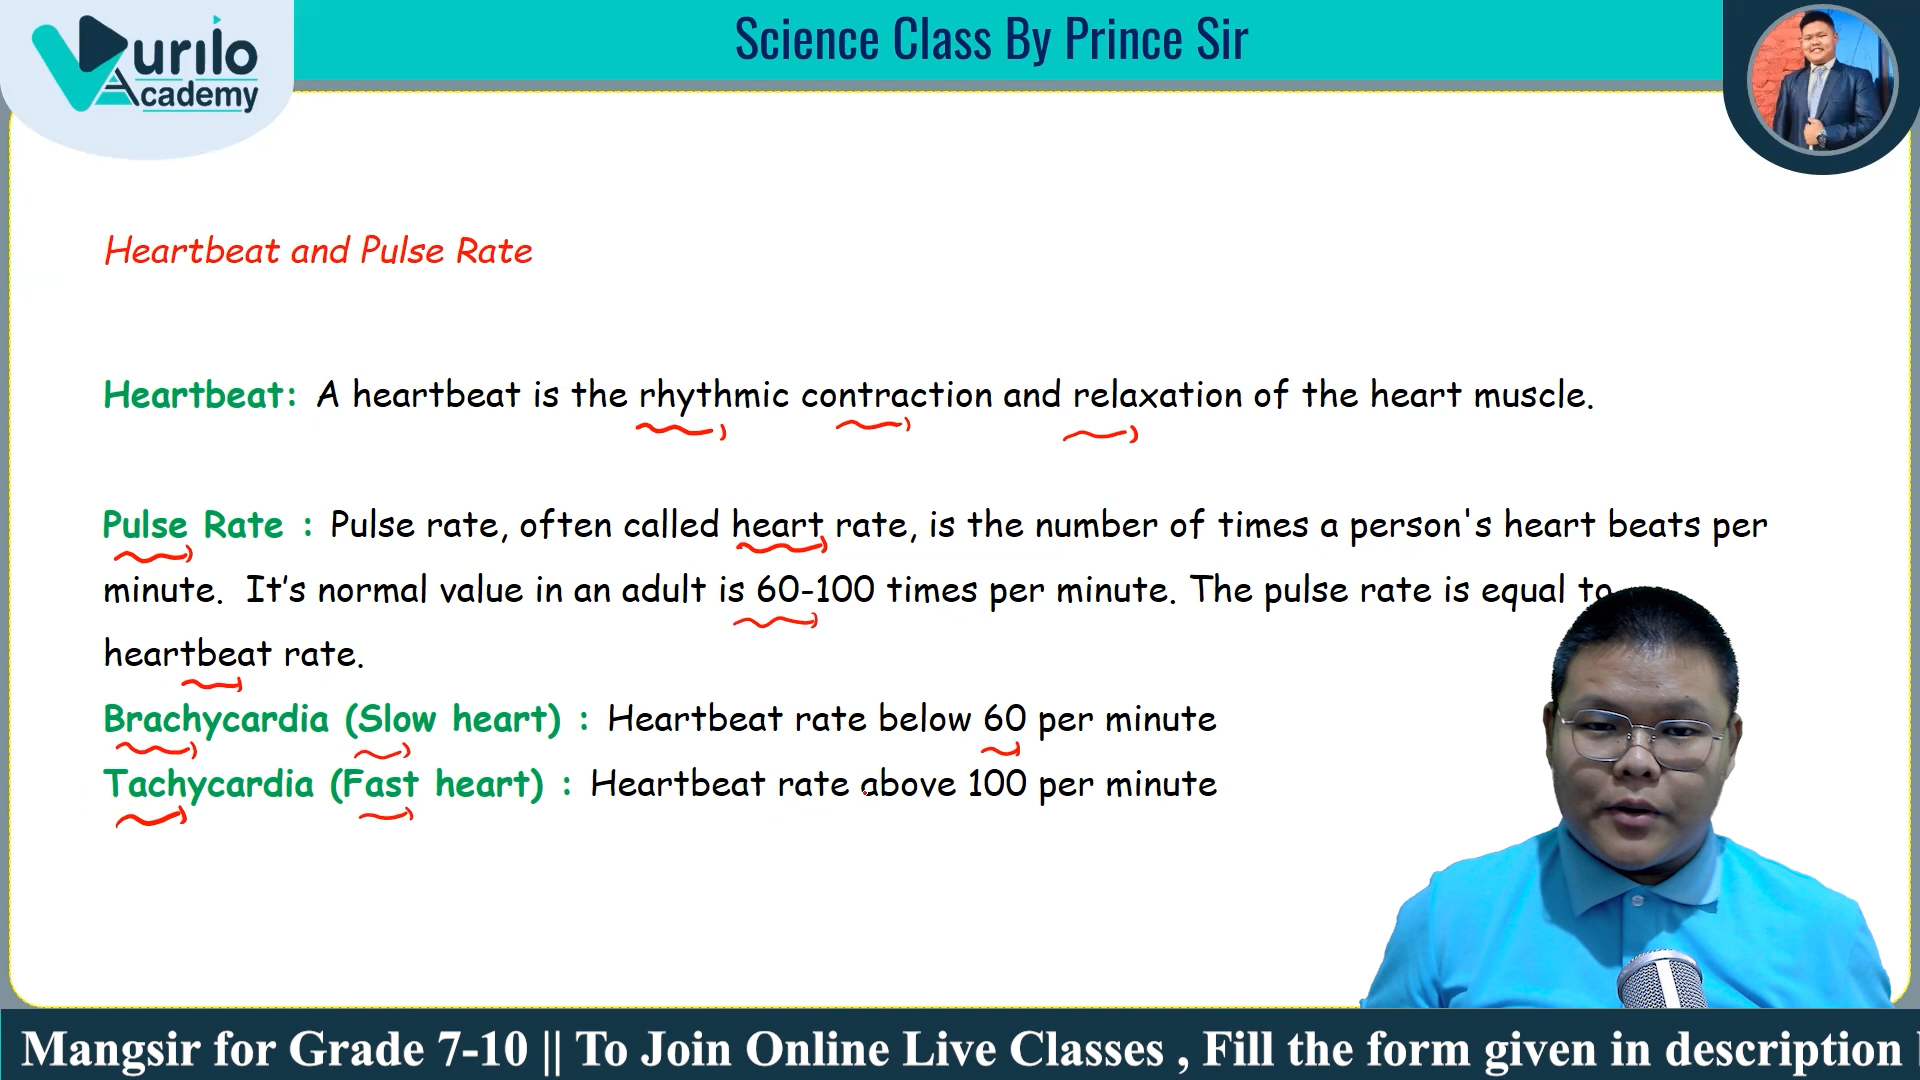 Vurilo
Academy
Science Class By Prince Sir
Heartbeat and Pulse Rate
Heartbeat: A heartbeat is the rhythmic contraction and relaxation of the heart muscle.
Pulse Rate : Pulse rate, often called heart rate, is the number of times a person's heart beats per
minute. It’s normal value in an adult is 60-100 times per minute. The pulse rate is equal to
heartbeat rate.
Brachycardia (Slow heart) : Heartbeat rate below 60 per minute
Tachycardia (Fast heart) : Heartbeat rate above 100 per minute
Mangsir for Grade 7-10 || To Join Online Live Classes , Fill the form given in description